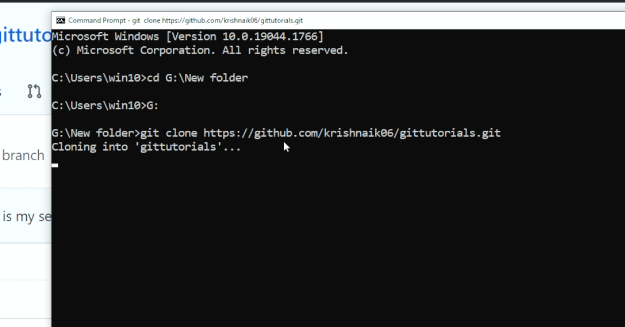 Command Prompt - git clone https://github.com/krishnaik06/gittutorials.git
gittuto
Microsoft Windows [Version 10.0.19044.1766]
(c) Microsoft Corporation. All rights reserved.
C:\Users\win10>cd G:\New folder
C:\Users\win10>G:
G:\New folder>git clone https://github.com/krishnaik06/gittutorials.git
Cloning into 'gittutorials'...
branch
is my se